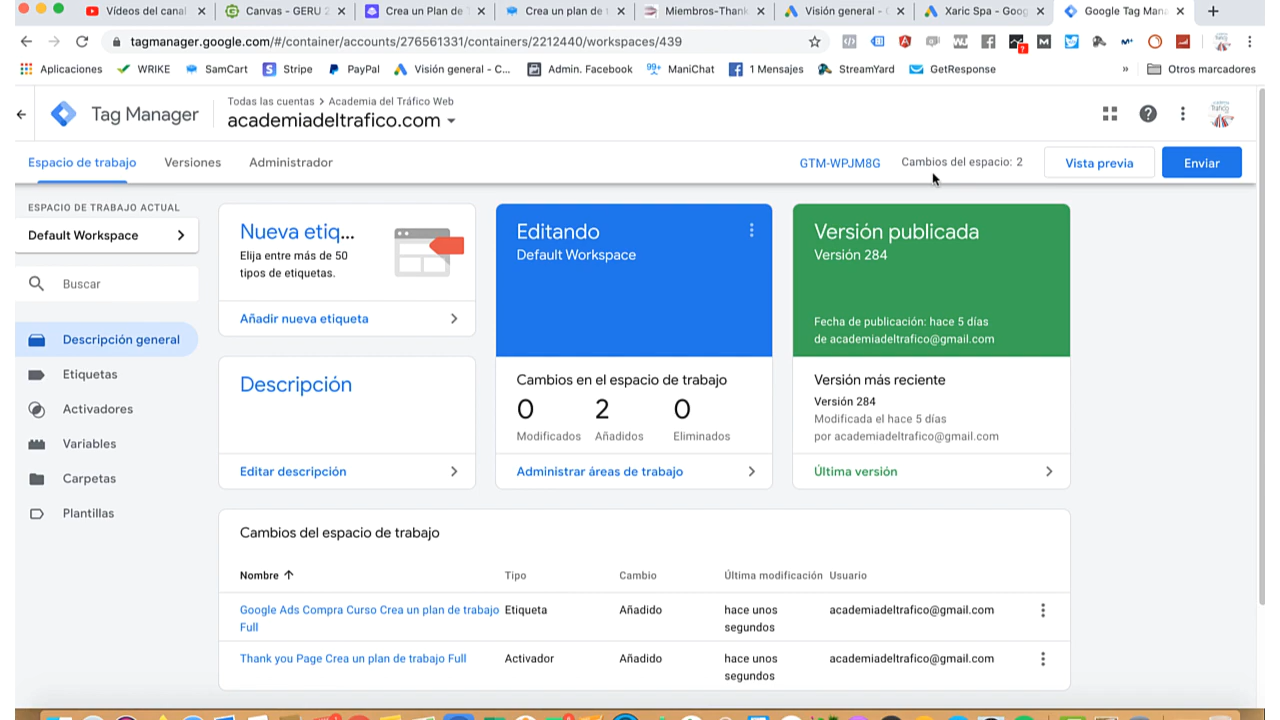 Vídeos del canal
Canvas - GERU 2
Crea un Plan de T
Crea un plan de t
Miembros-Thank
Visión general - C
Xaric Spa - Goog
Google Tag Mana
tagmanager.google.com/#/container/accounts/276561331/containers/2212440/workspaces/439
Aplicaciones
WRIKE
SamCart
Stripe
PayPal
Visión general - C...
Admin. Facebook
ManiChat
1 Mensajes
StreamYard
GetResponse
Otros marcadores
Tag Manager
Todas las cuentas > Academia del Tráfico Web
academiadeltrafico.com
Espacio de trabajo
Versiones
Administrador
GTM-WPJM8G
Cambios del espacio: 2
Vista previa
Enviar
ESPACIO DE TRABAJO ACTUAL
Default Workspace
Buscar
Descripción general
Etiquetas
Activadores
Variables
Carpetas
Plantillas
Nueva etiq...
Elija entre más de 50
tipos de etiquetas.
Añadir nueva etiqueta
Descripción
Editar descripción
Editando
Default Workspace
Cambios en el espacio de trabajo
0 2 0
Modificados Añadidos Eliminados
Administrar áreas de trabajo
Versión publicada
Versión 284
Fecha de publicación: hace 5 días
de academiadeltrafico@gmail.com
Versión más reciente
Versión 284
Modificada el hace 5 días
por academiadeltrafico@gmail.com
Última versión
Cambios del espacio de trabajo
Nombre Tipo Cambio Última modificación Usuario
Google Ads Compra Curso Crea un plan de trabajo Full Etiqueta Añadido hace unos segundos academiadeltrafico@gmail.com
Thank you Page Crea un plan de trabajo Full Activador Añadido hace unos segundos academiadeltrafico@gmail.com